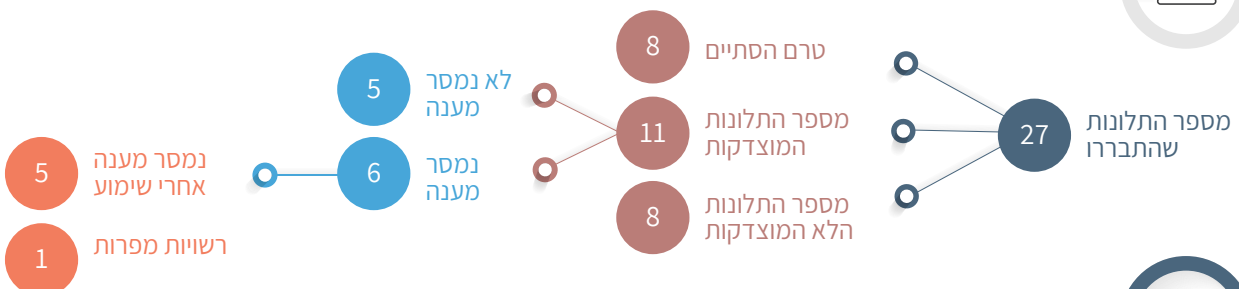 מספר התלונות
שהתבררו
27
טרם הסתיים
8
מספר התלונות
המוצדקות
11
מספר התלונות
הלא המוצדקות
8
לא נמסר
מענה
5
נמסר
מענה
6
נמסר מענה
אחרי שימוע
5
רשויות מפרות
1